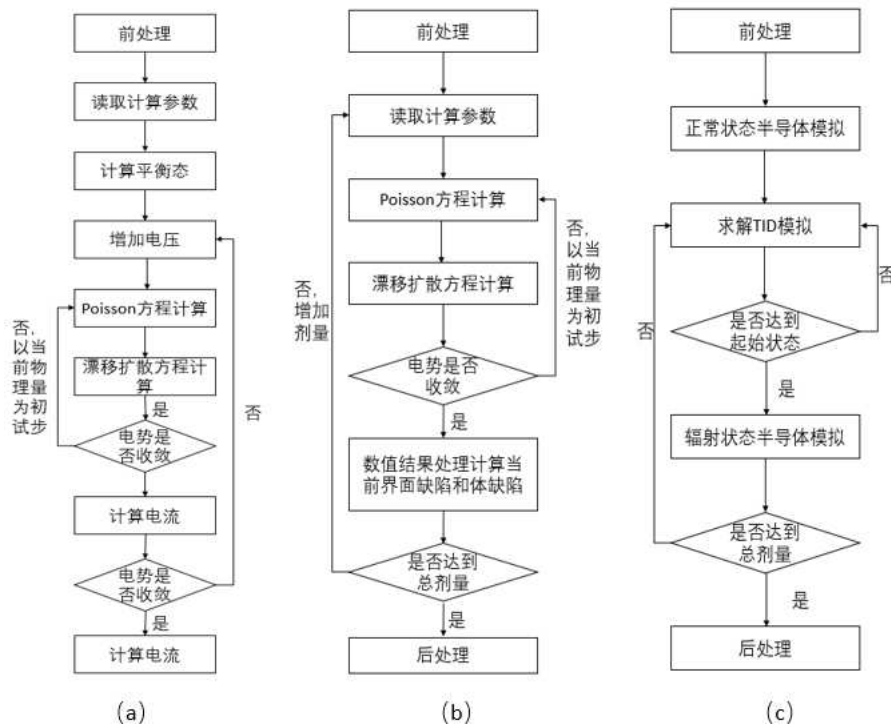 前处理
读取计算参数
计算平衡态
增加电压
Poisson方程计算
否，
以当
前物
理量
为初
试步
漂移扩散方程计
算
是
电势是
否收敛
否
计算电流
电势是
否收敛
是
计算电流
(a)
前处理
读取计算参数
Poisson方程计算
否，
以当
前物
理量
为初
试步
漂移扩散方程计算
否，
增加
剂量
电势是否
收敛
是
数值结果处理计算当
前界面缺陷和体缺陷
是否达到
总剂量
是
后处理
(b)
前处理
正常状态半导体模拟
求解TID模拟
否
是否达到
起始状态
否
是
辐射状态半导体模拟
是否达到
总剂量
是
后处理
(c)